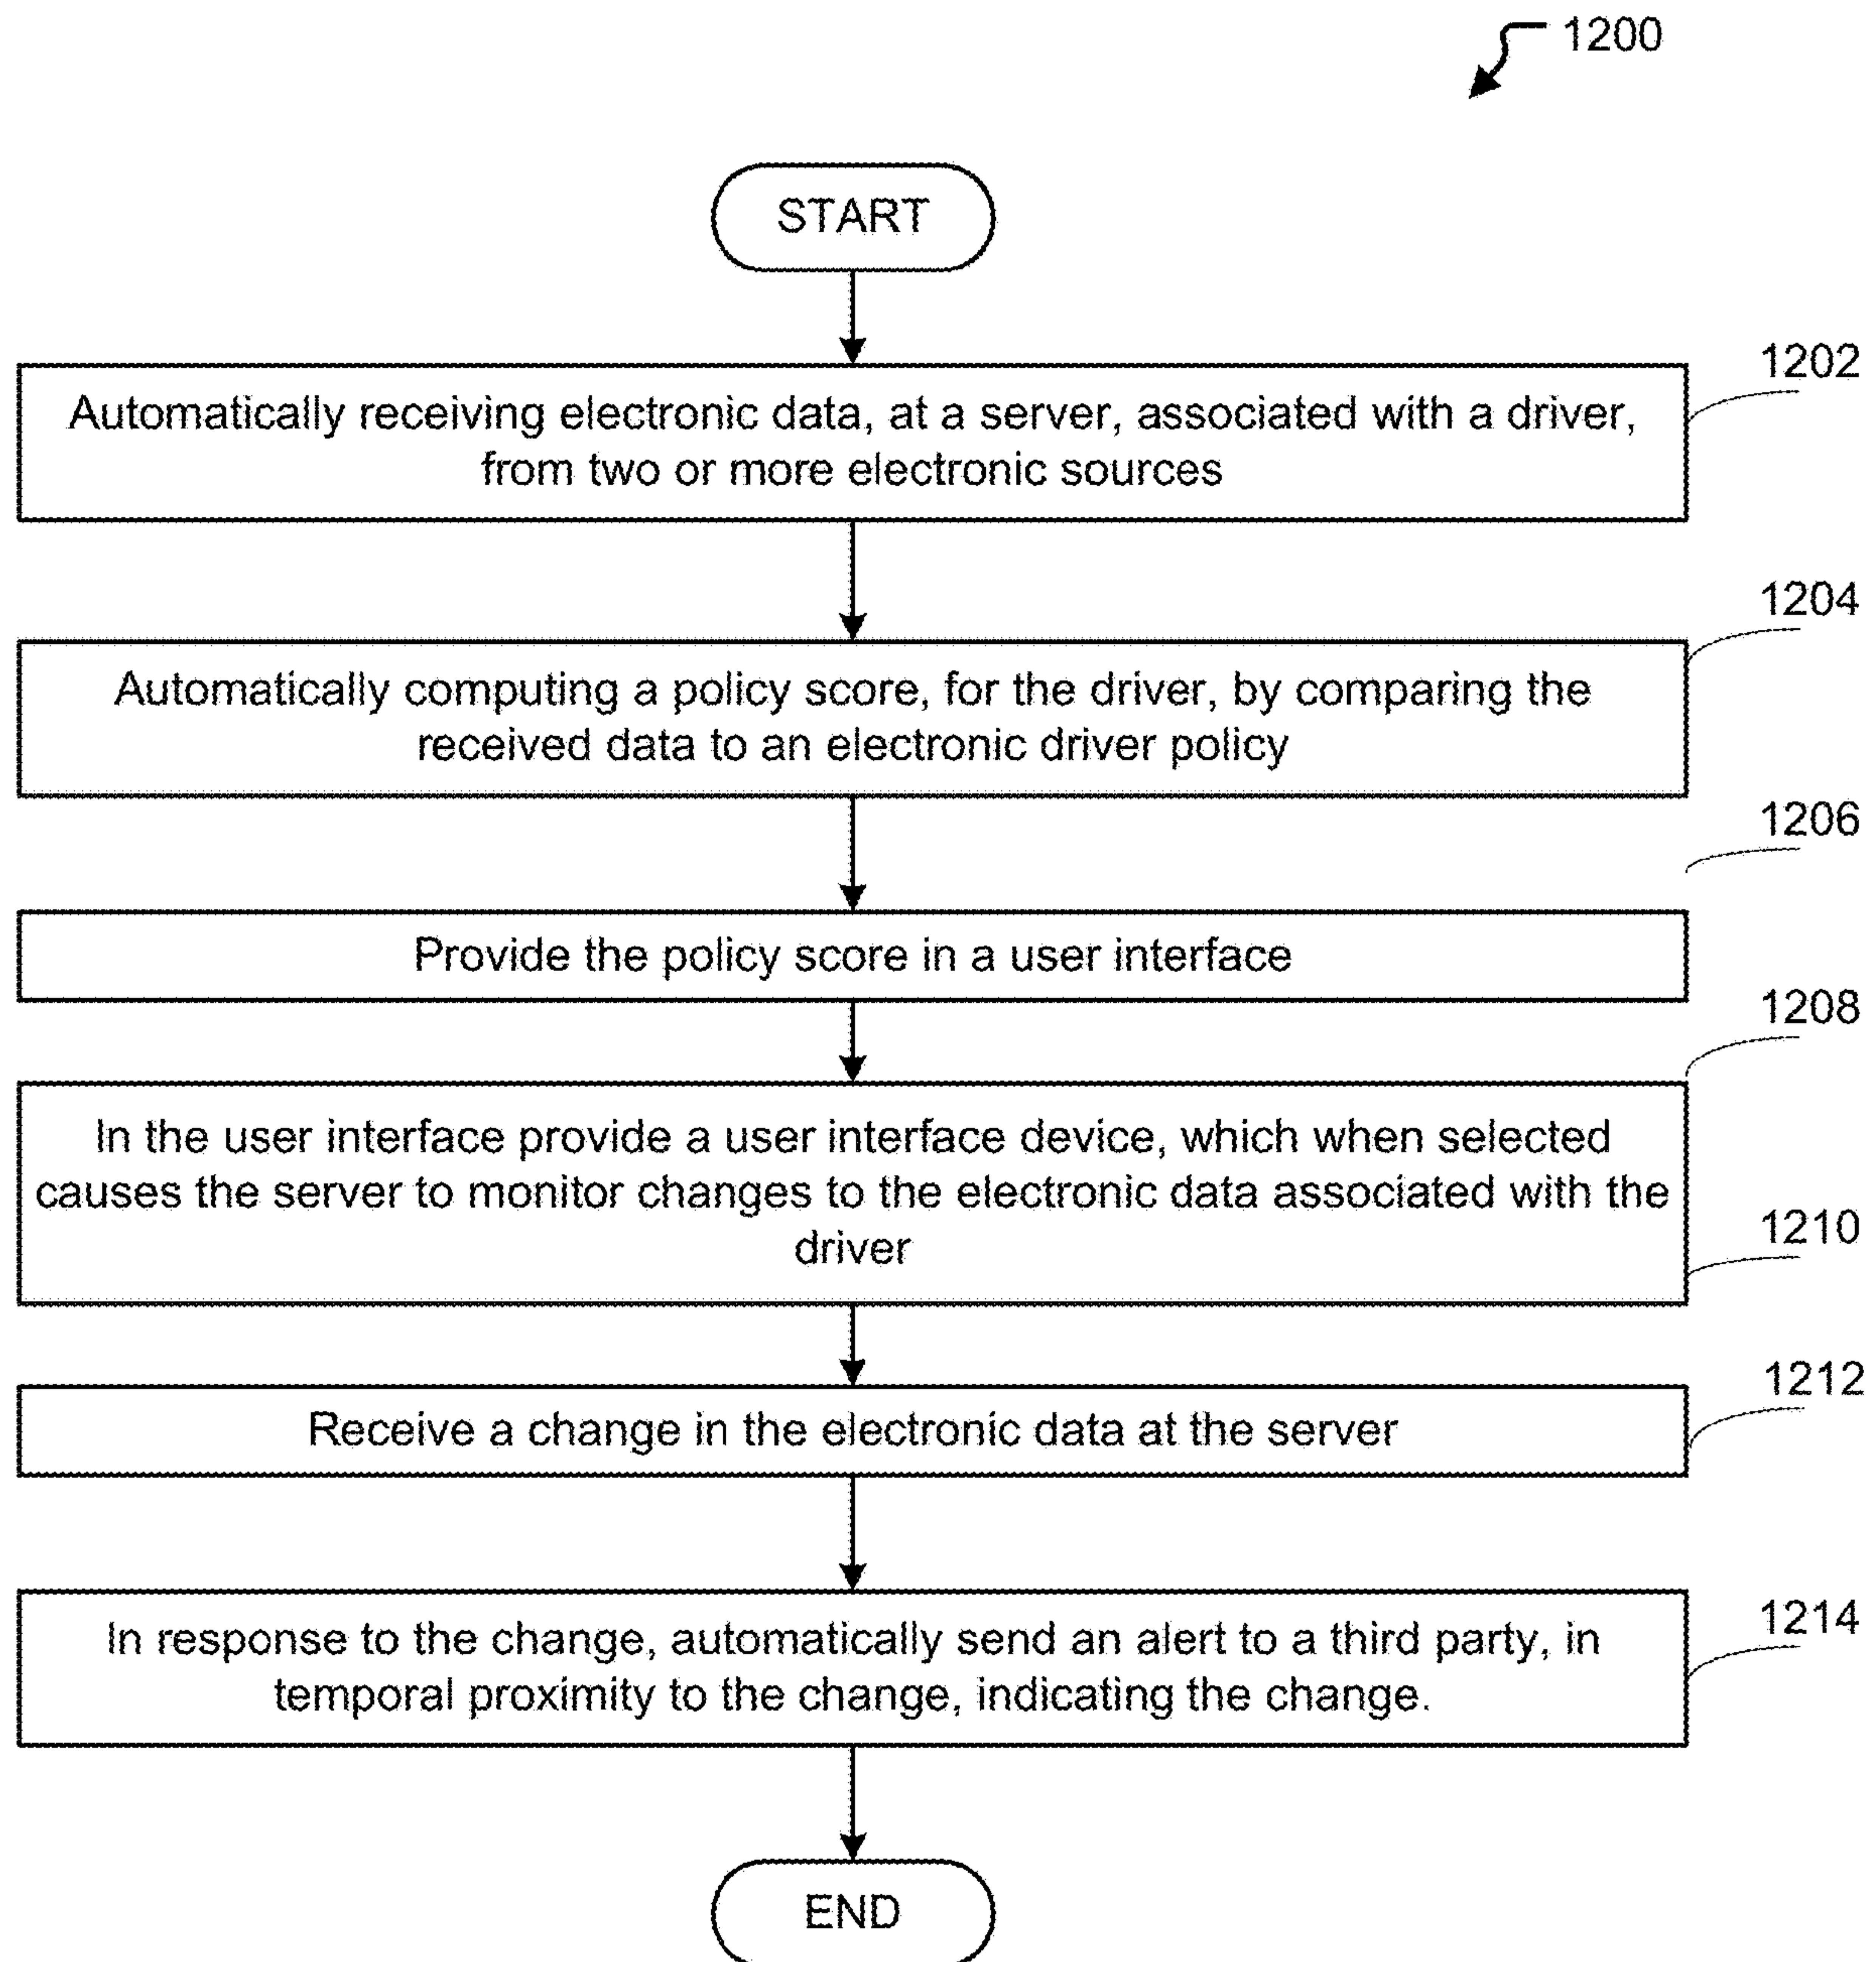 1200
START
1202
Automatically receiving electronic data, at a server, associated with a driver,
from two or more electronic sources
1204
Automatically computing a policy score, for the driver, by comparing the
received data to an electronic driver policy
1206
Provide the policy score in a user interface
1208
In the user interface provide a user interface device, which when selected
causes the server to monitor changes to the electronic data associated with the
driver
1210
1212
Receive a change in the electronic data at the server
1214
In response to the change, automatically send an alert to a third party, in
temporal proximity to the change, indicating the change.
END